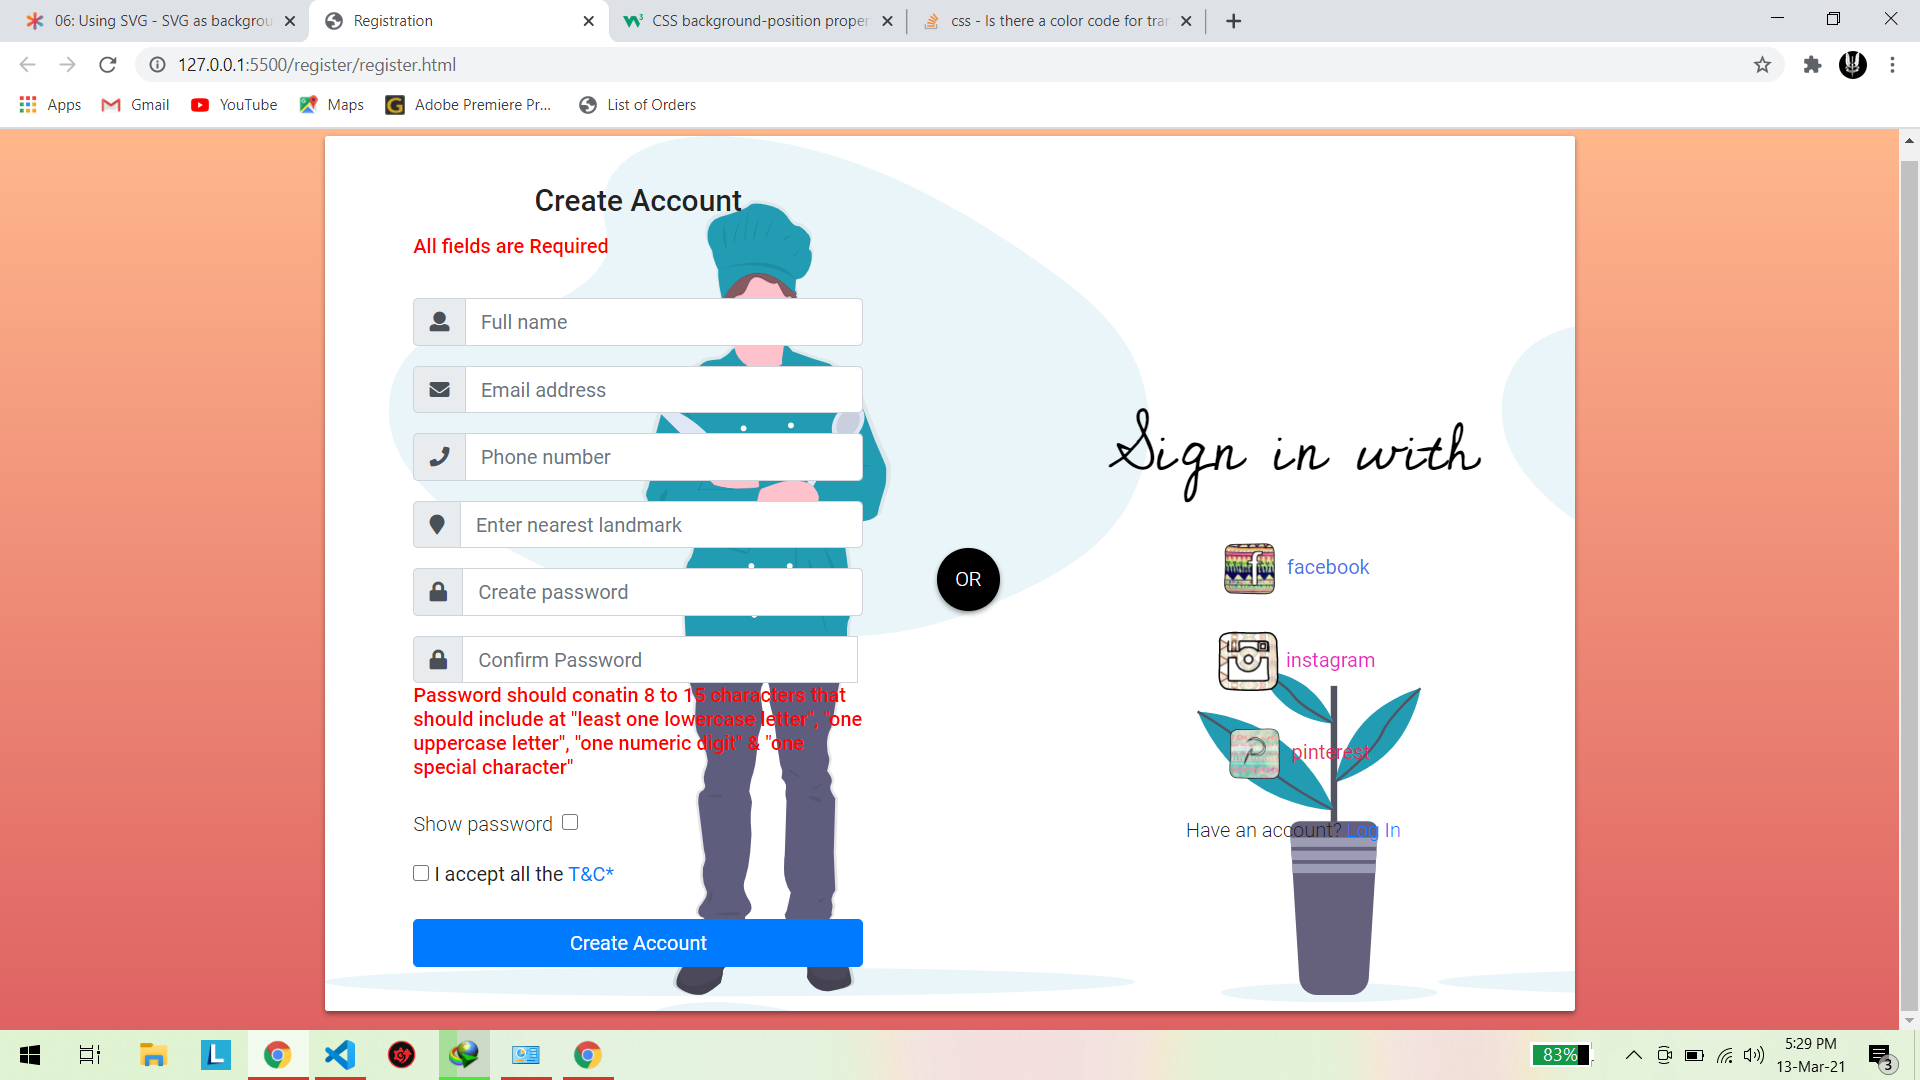 06: Using SVG - SVG as backgrou
Registration
CSS background-position proper
css - Is there a color code for tran
127.0.0.1:5500/register/register.html
Apps
Gmail
YouTube
Maps
Adobe Premiere Pr...
List of Orders
Create Account
All fields are Required
Full name
Email address
Phone number
Enter nearest landmark
Create password
Confirm Password
Password should conatin 8 to 15 characters that
should include at "least one lowercase letter", "one
uppercase letter", "one numeric digit" & "one
special character"
Show password
I accept all the T&C*
Create Account
OR
Sign in with
facebook
instagram
pinterest
Have an account? Log In
83%
5:29 PM
13-Mar-21
3